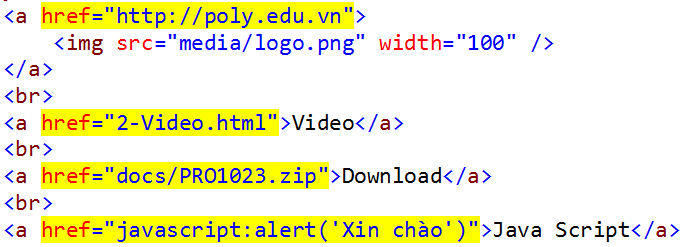 <a href="http://poly.edu.vn">
    <img src="media/logo.png" width="100" />
</a>
<br>
<a href="2-Video.html">Video</a>
<br>
<a href="docs/PRO1023.zip">Download</a>
<br>
<a href="javascript:alert('Xin chào')">Java Script</a>